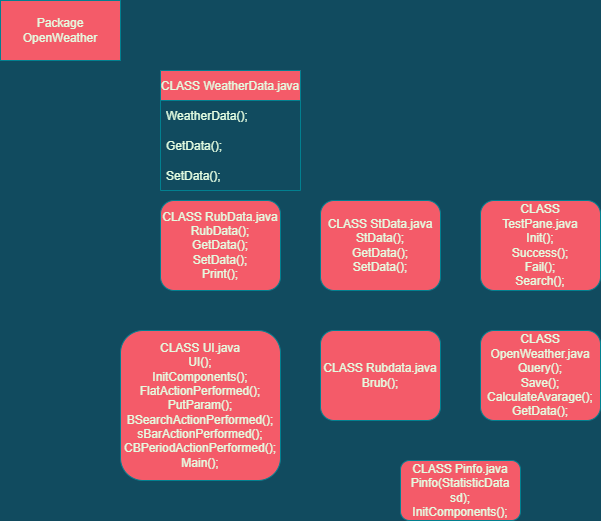 Package
OpenWeather
CLASS WeatherData.java
WeatherData();
GetData();
SetData();
CLASS RubData.java
RubData();
GetData();
SetData();
Print();
CLASS StData.java
StData();
GetData();
SetData();
CLASS
TestPane.java
Init();
Success();
Fail();
Search();
CLASS UI.java
UI();
InitComponents();
FlatActionPerformed();
PutParam();
BSearchActionPerformed();
sBarActionPerformed();
CBPeriodActionPerformed();
Main();
CLASS Rubdata.java
Brub();
CLASS
OpenWeather.java
Query();
Save();
CalculateAvarage();
GetData();
CLASS Pinfo.java
Pinfo(StatisticData
sd);
InitComponents();